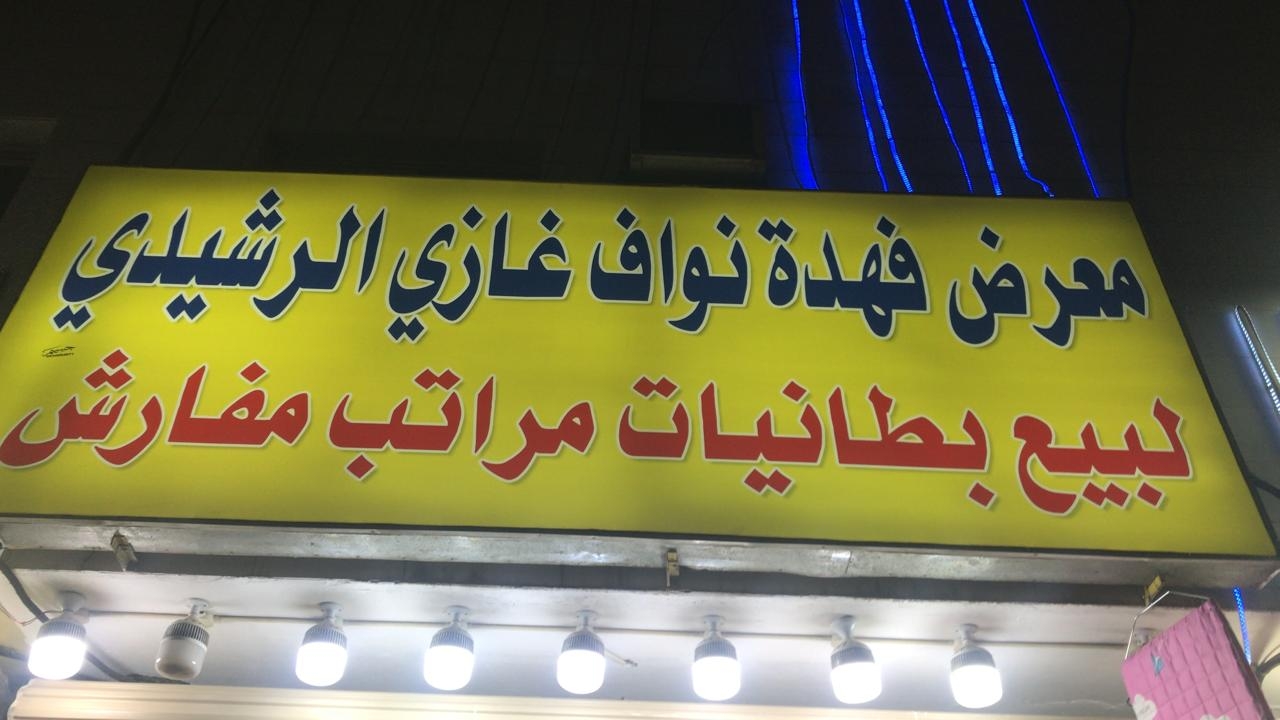 معرض فهدة نواف غازي الرشيدي
لبيع بطانيات مراتب مفارش